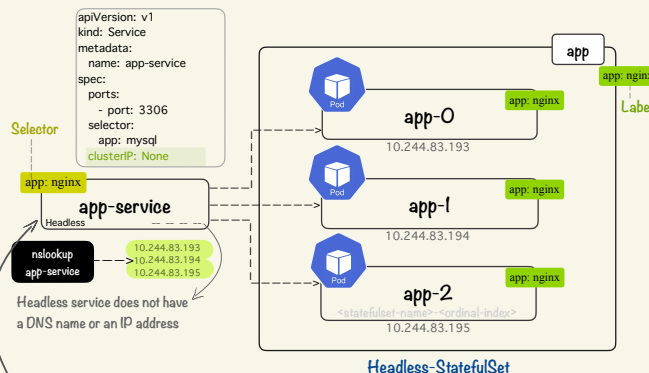 apiVersion: v1
kind: Service
metadata:
name: app-service
spec:
ports:
- port: 3306
selector:
app: mysql
clusterIP: None
Selector
app: nginx
app-service
Headless
nslookup
app-service
10.244.83.193
10.244.83.194
10.244.83.195
Headless service does not have
a DNS name or an IP address
app
app: nginx
Labe
Pod
app: nginx
app-0
10.244.83.193
Pod
app: nginx
app-1
10.244.83.194
Pod
app: nginx
app-2
<statefulset-name>-<ordinal-index>
10.244.83.195
Headless-StatefulSet